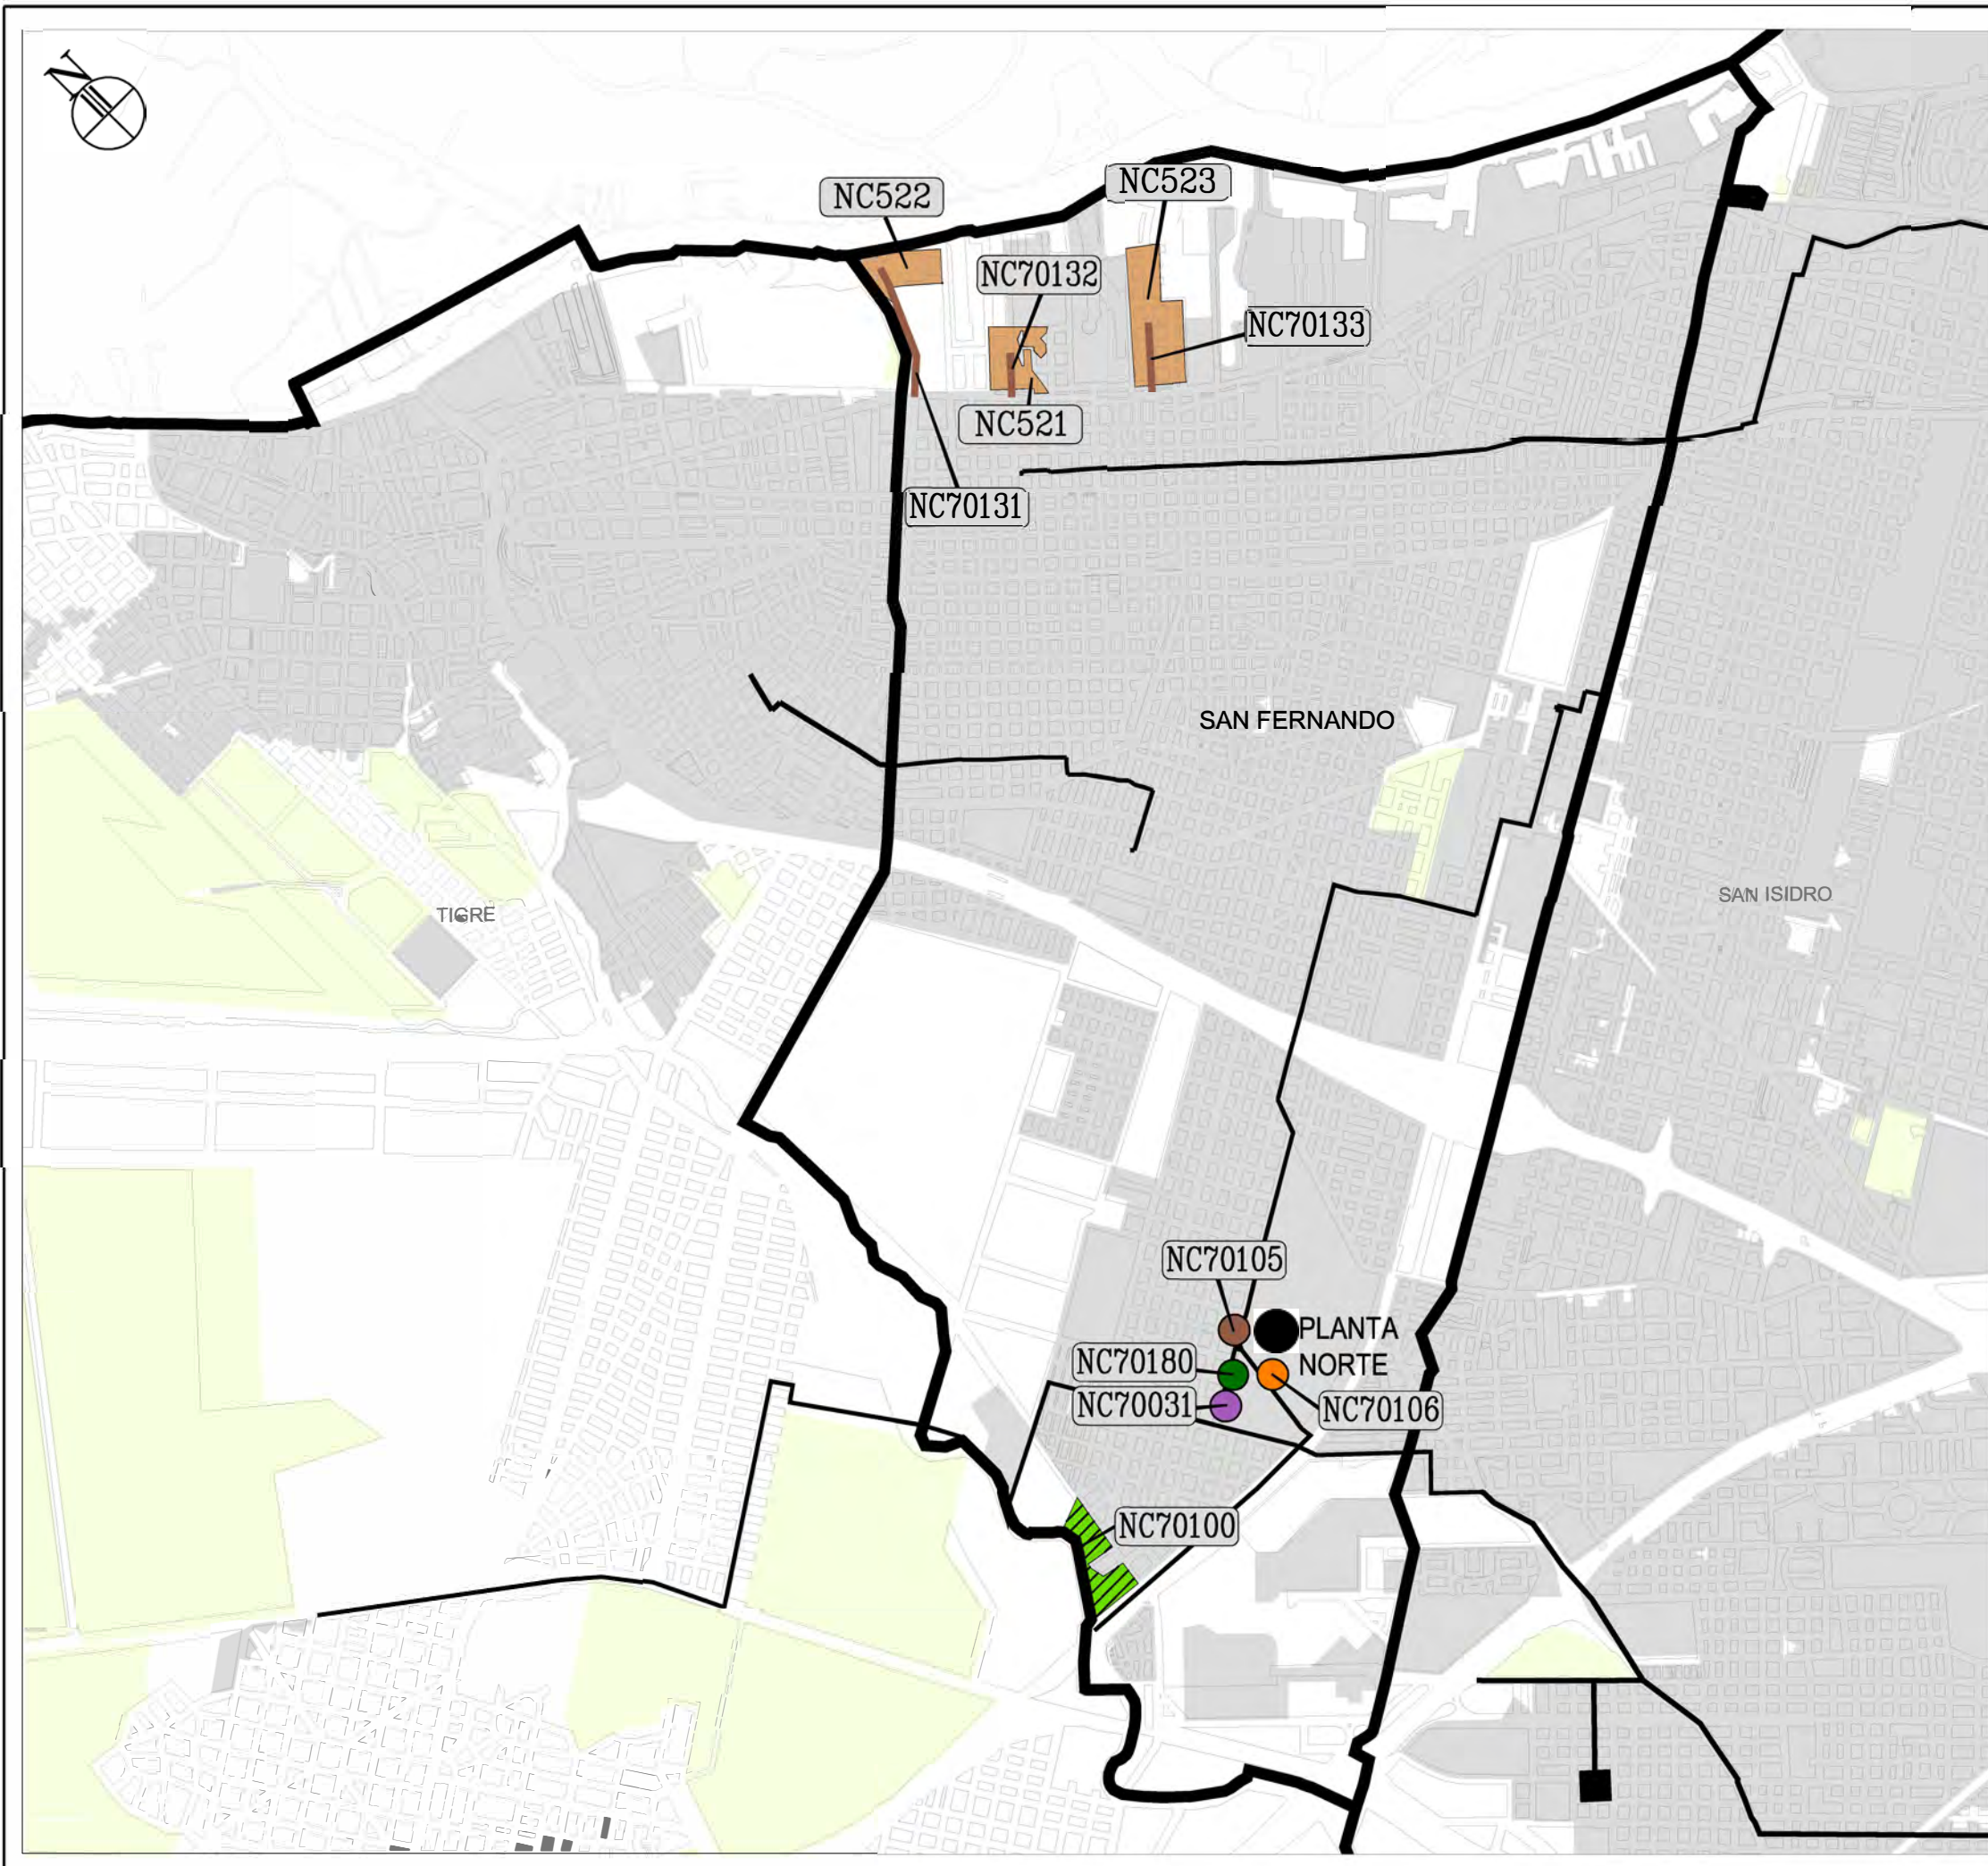 N
NC522
NC523
NC70132
NC70133
NC521
NC70131
SAN FERNANDO
TIGRE
SAN ISIDRO
NC70105
PLANTA
NORTE
NC70180
NC70031
NC70106
NC70100